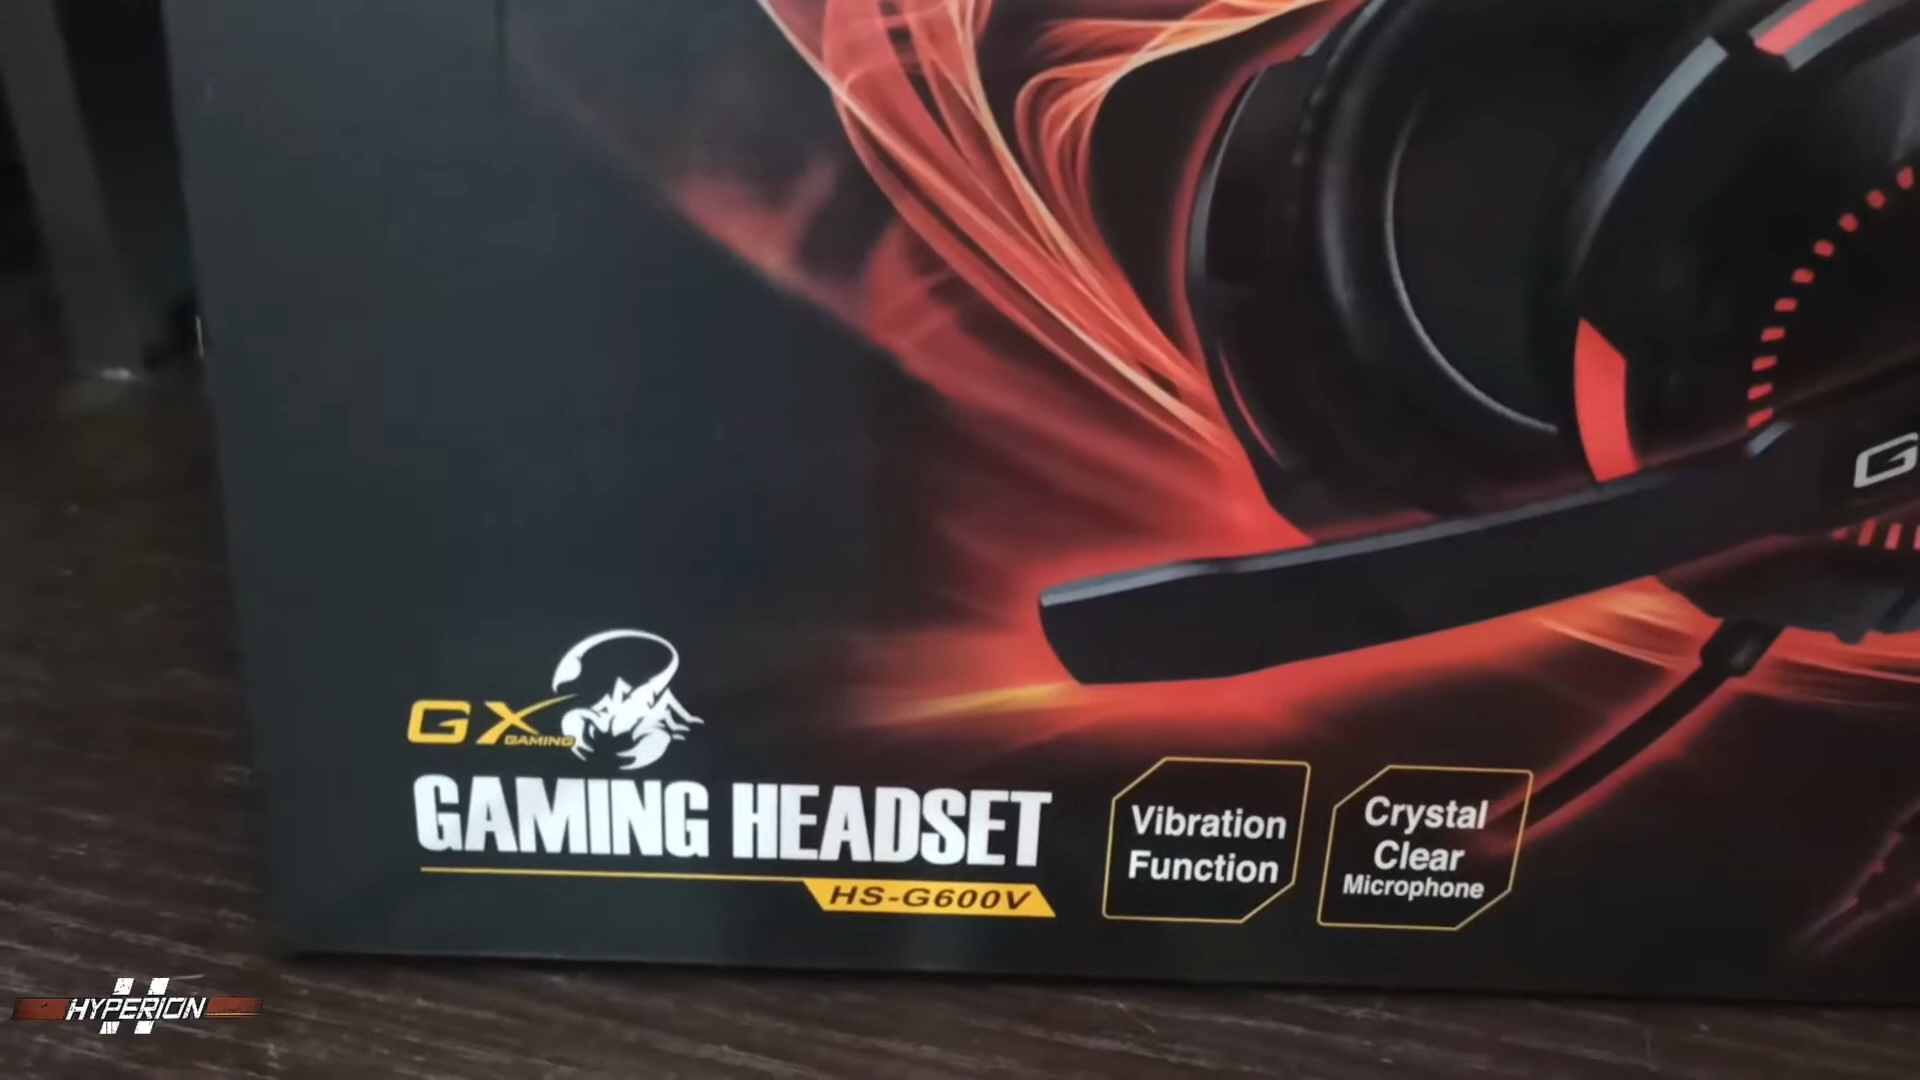 G
GX
GAMING
GAMING HEADSET
HS-G600V
Vibration
Function
Crystal
Clear
Microphone
HYPERION